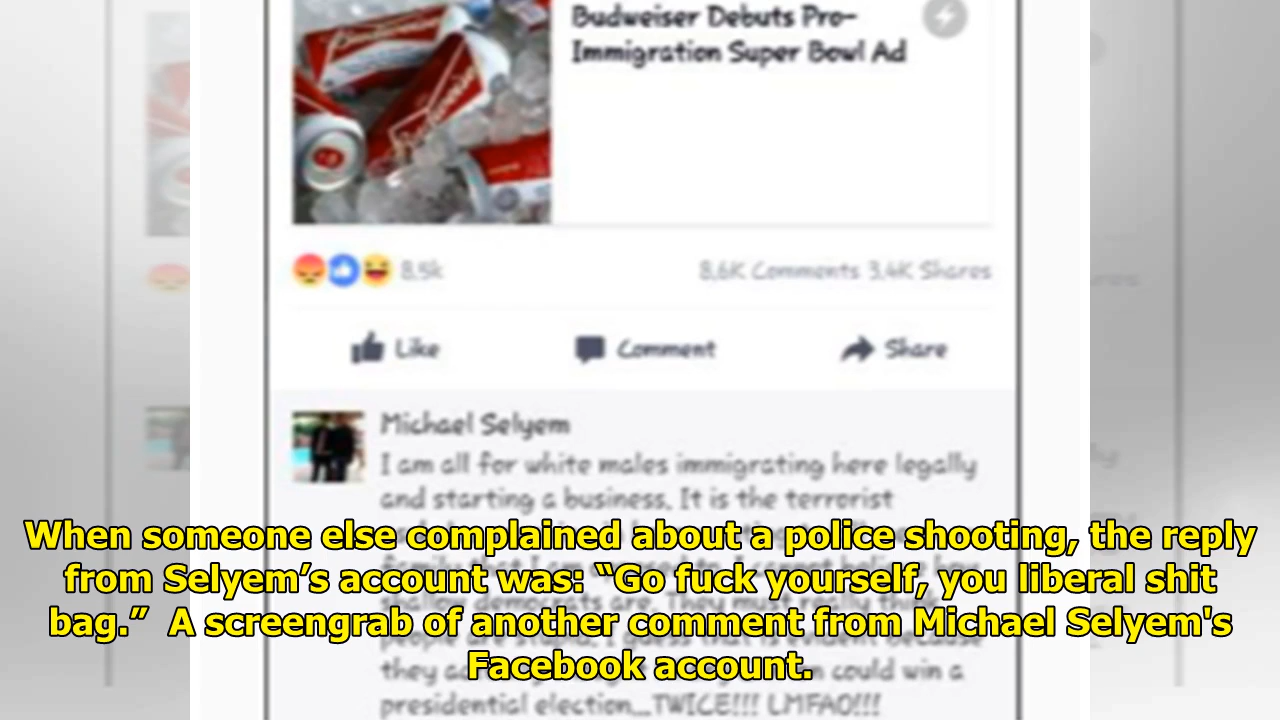 Budweiser Debuts Pro-
Immigration Super Bowl Ad
8.5k
8.6K Comments 3.4K Shares
Like Comment Share
Michael Selyem
I am all for white males immigrating here legally
and starting a business. It is the terrorist
When someone else complained about a police shooting, the reply
from Selyem’s account was: “Go fuck yourself, you liberal shit
bag.” A screengrab of another comment from Michael Selyem's
Facebook account.
could win a
presidential election...TWICE!!! LMFAO!!!